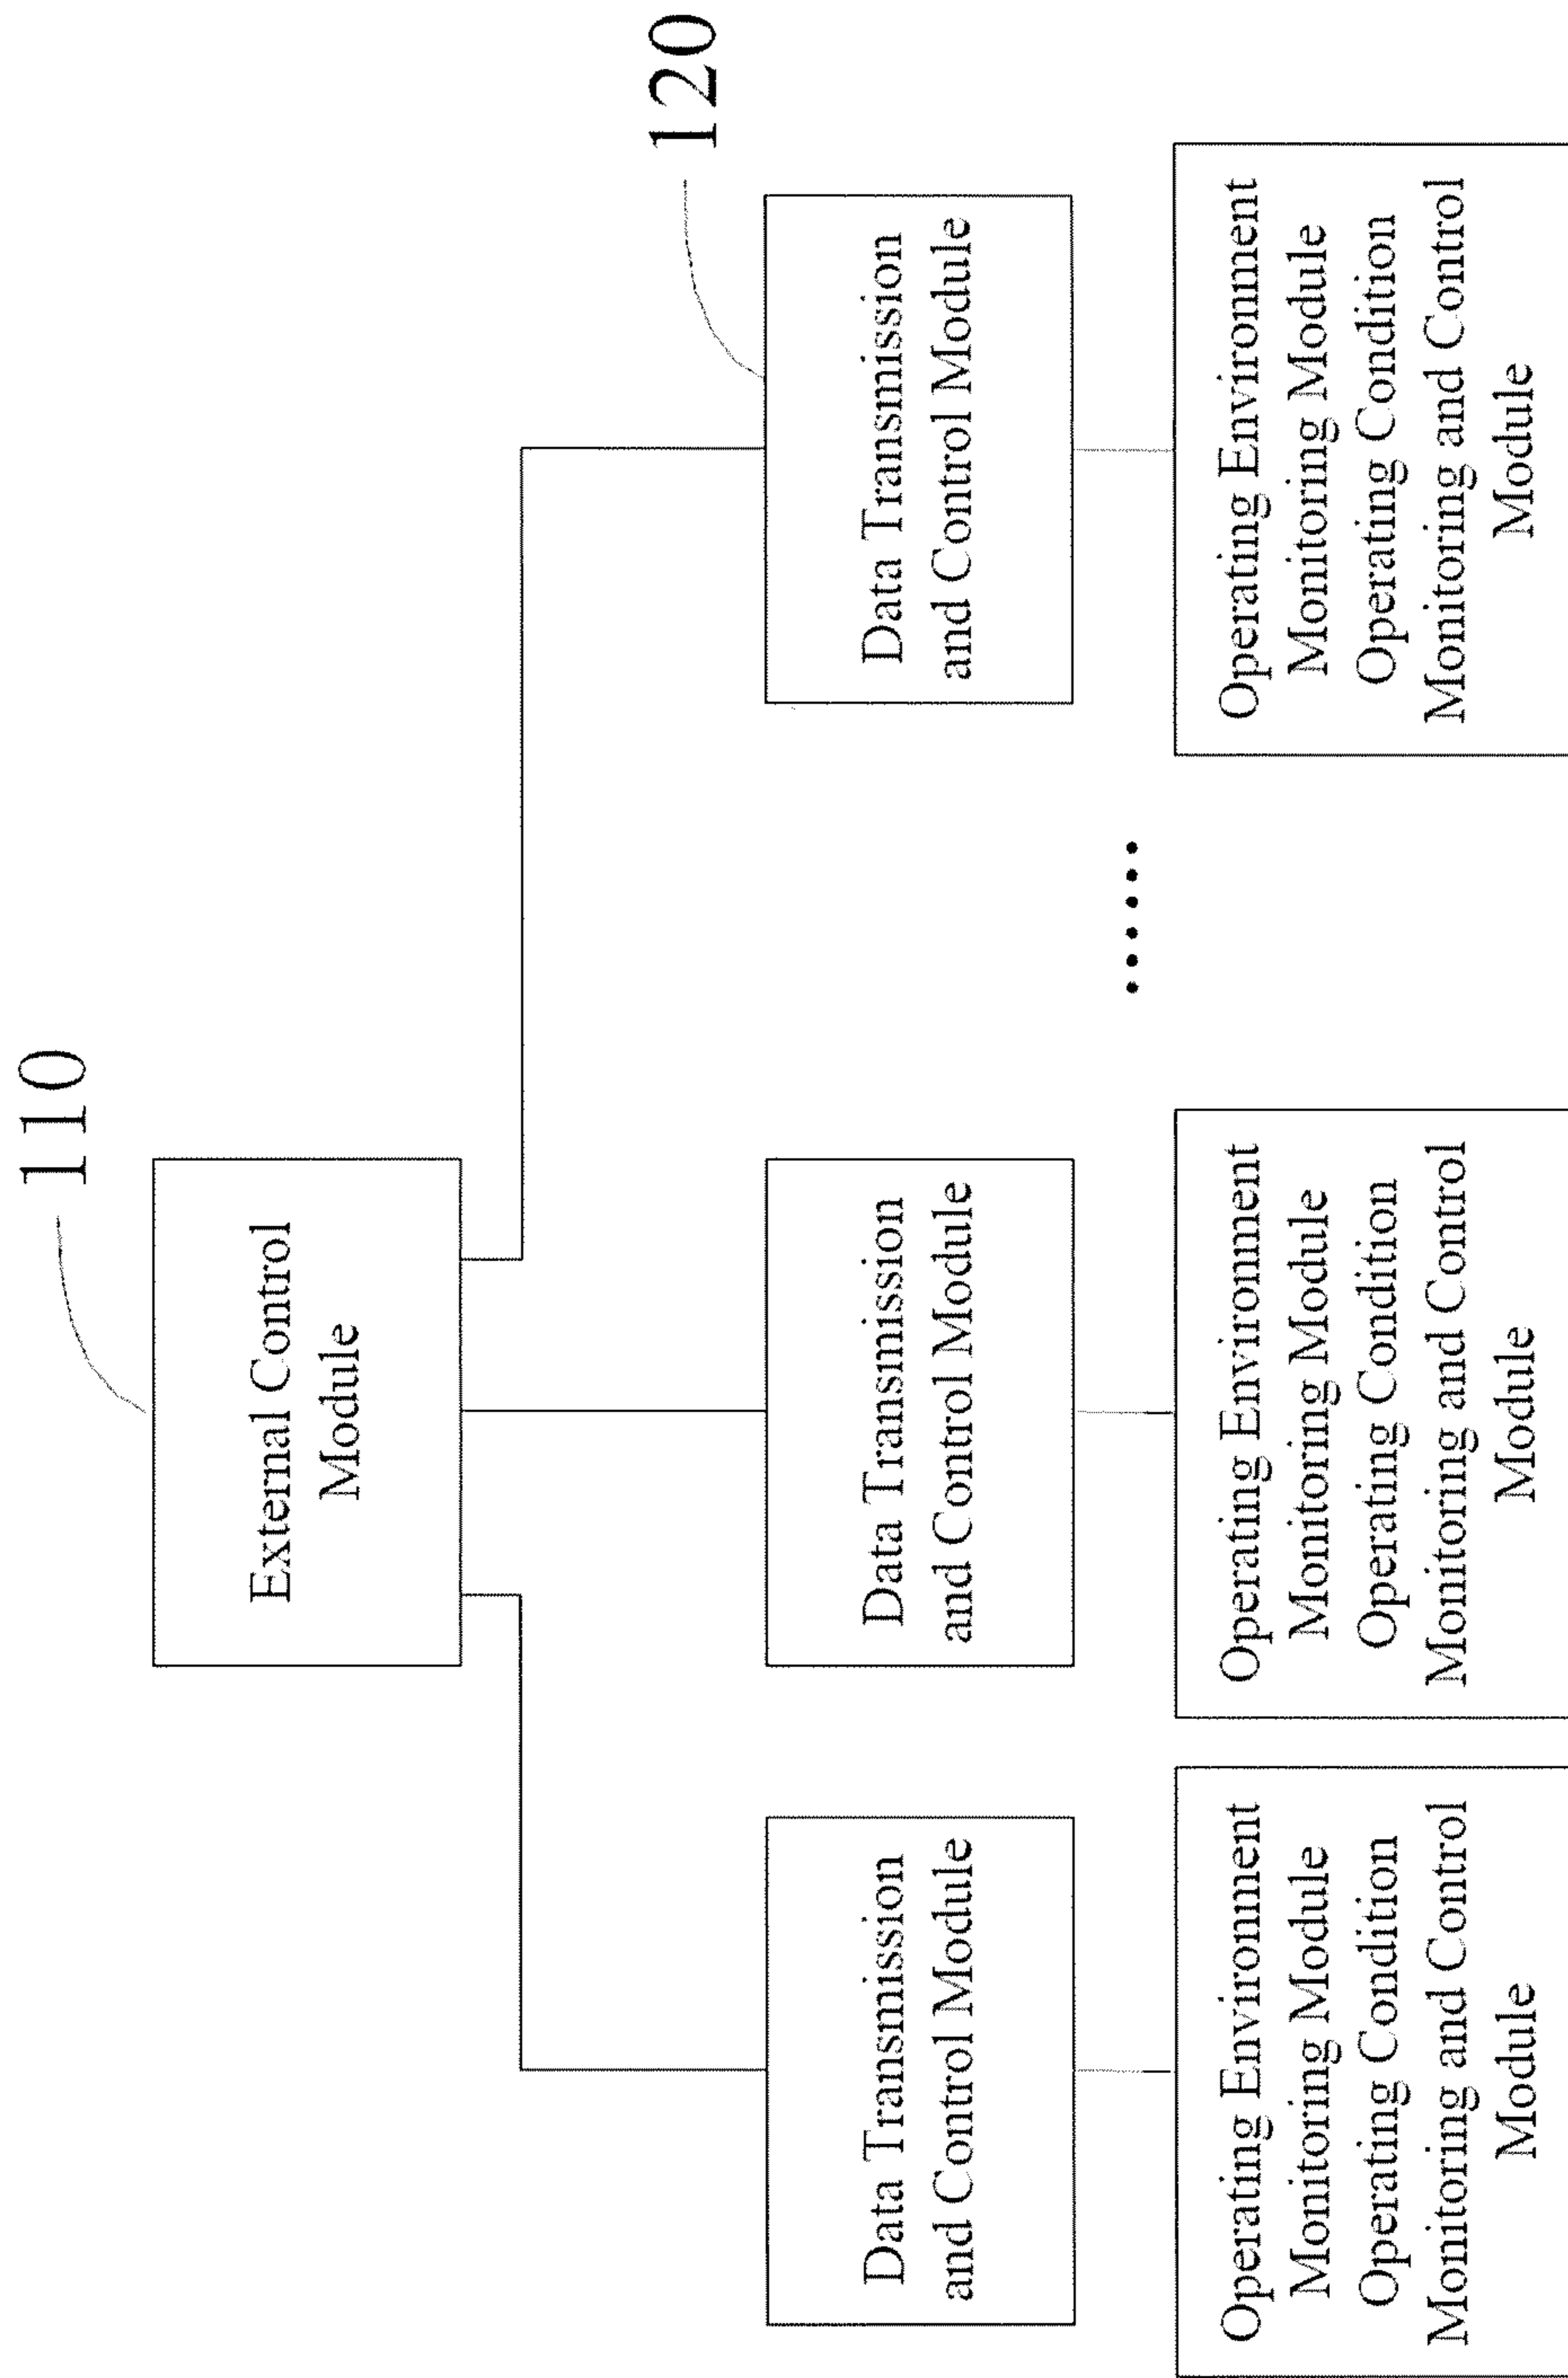 110
External Control
Module
120
Data Transmission
and Control Module
Data Transmission
and Control Module
Data Transmission
and Control Module
Operating Environment
Monitoring Module
Operating Condition
Monitoring and Control
Module
Operating Environment
Monitoring Module
Operating Condition
Monitoring and Control
Module
......
Operating Environment
Monitoring Module
Operating Condition
Monitoring and Control
Module